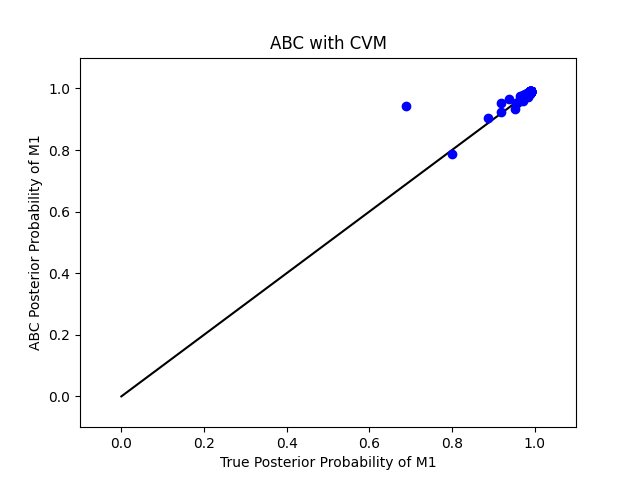 ABC with CVM
ABC Posterior Probability of M1
1.0
0.8
0.6
0.4
0.2
0.0
0.0 0.2 0.4 0.6 0.8 1.0
True Posterior Probability of M1